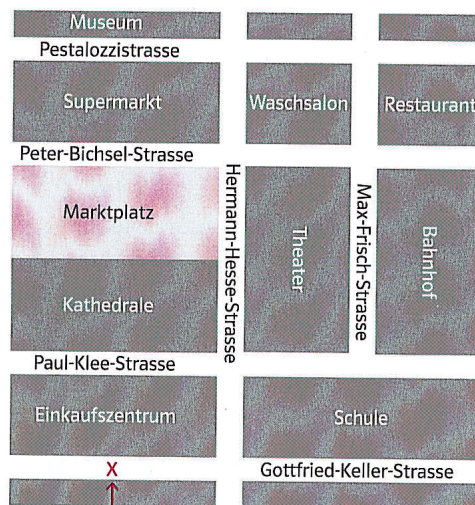 Museum
Pestalozzistrasse
Supermarkt
Waschsalon
Restaurant
Peter-Bichsel-Strasse
Marktplatz
Hermann-Hesse-Strasse
Theater
Max-Frisch-Strasse
Bahnhof
Kathedrale
Paul-Klee-Strasse
Einkaufszentrum
Schule
X
Gottfried-Keller-Strasse